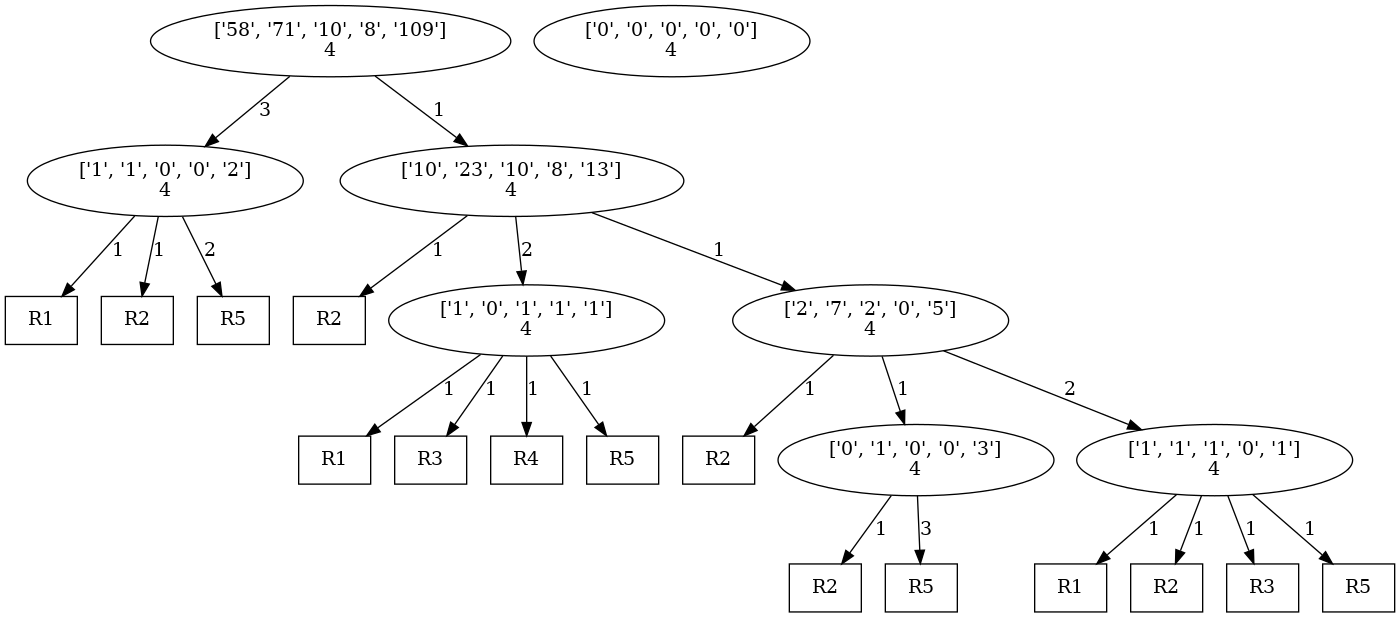 ['58', '71', '10', '8', '109']
4
['0', '0', '0', '0', '0']
4
3
1
['1', '1', '0', '0', '2']
4
['10', '23', '10', '8', '13']
4
1
1
2
1
2
1
R1
R2
R5
R2
['1', '0', '1', '1', '1']
4
['2', '7', '2', '0', '5']
4
1
1
1
1
1
1
2
R1
R3
R4
R5
R2
['0', '1', '0', '0', '3']
4
['1', '1', '1', '0', '1']
4
1
3
1
1
1
1
R2
R5
R1
R2
R3
R5